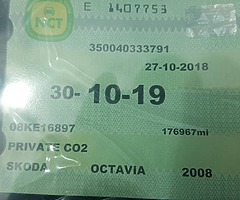 E 1407753
NCT
350040333791
27-10-2018
30-10-19
08KE16897 176967mi
PRIVATE CO2
SKODA OCTAVIA 2008